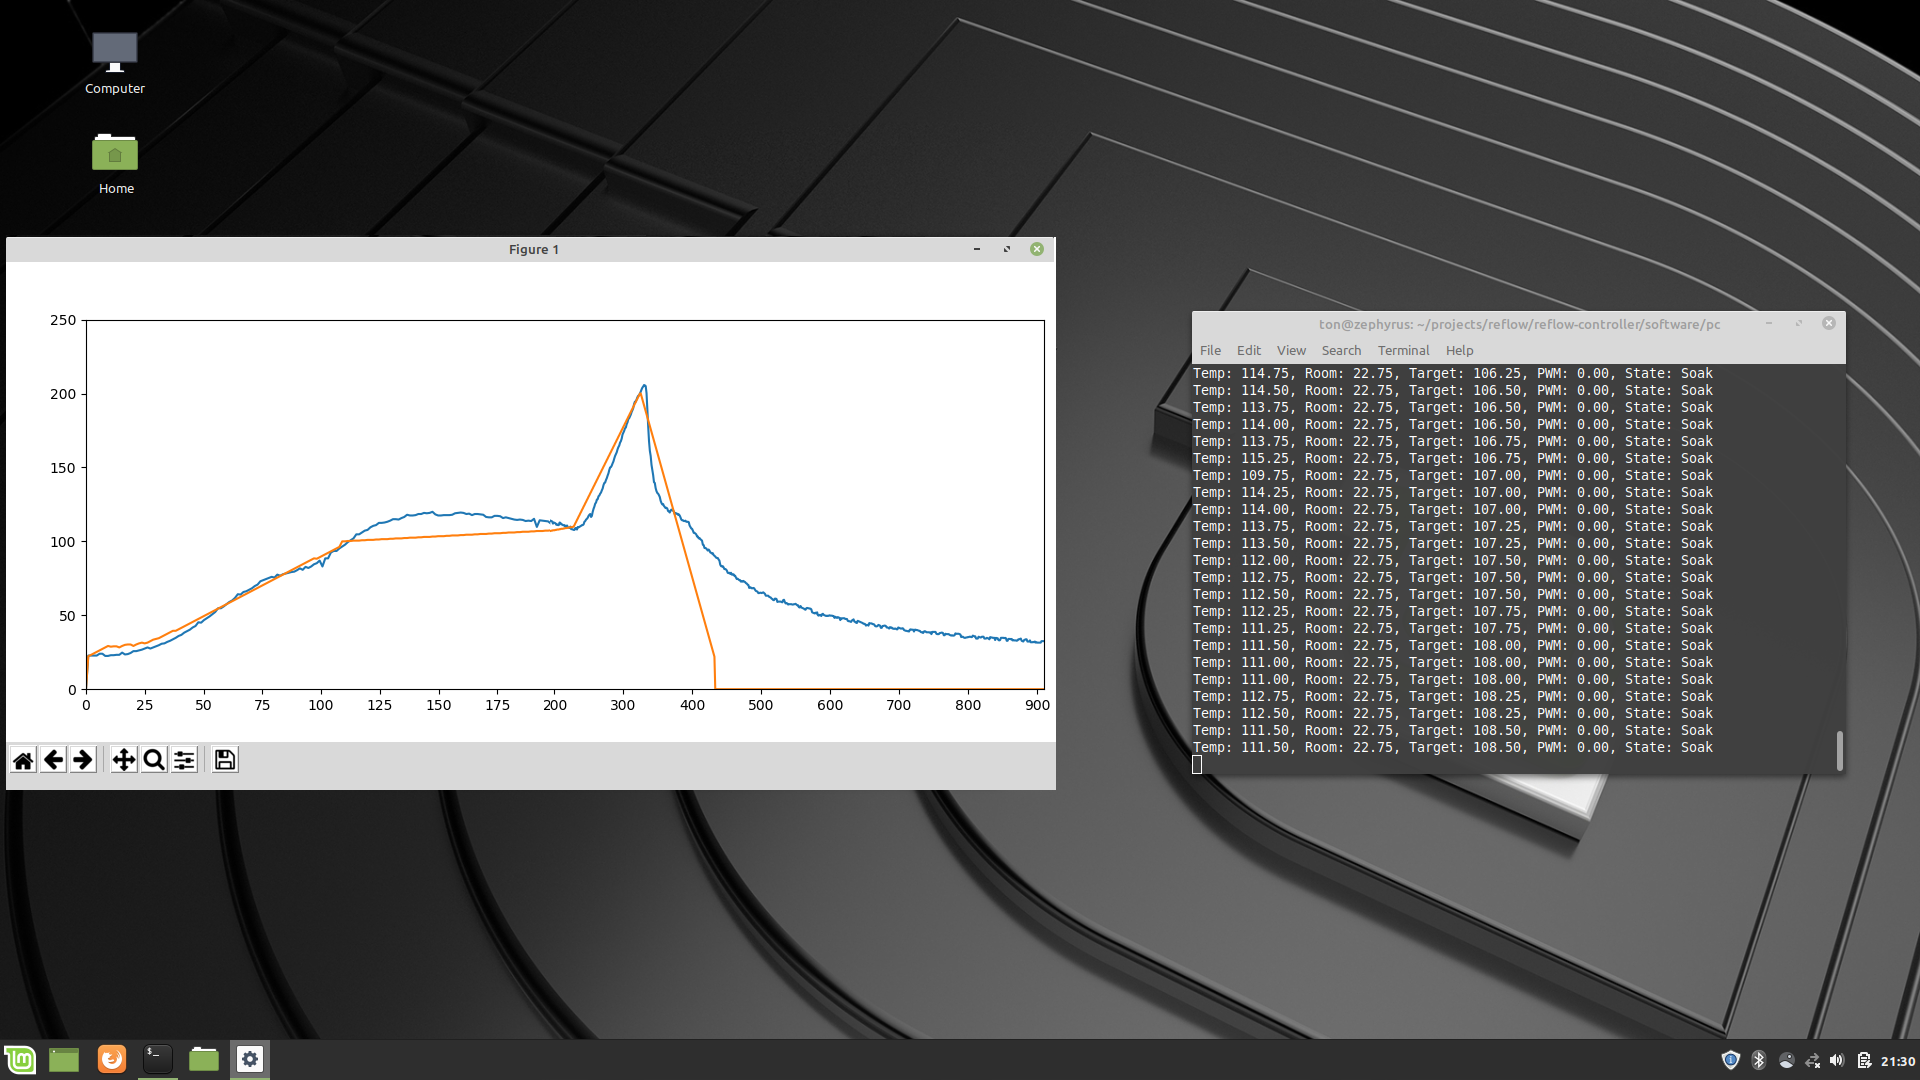 Computer
Home
Figure 1
250
200
150
100
50
0
0 25 50 75 100 125 150 175 200 300 400 500 600 700 800 900
ton@zephyrus: ~/projects/reflow/reflow-controller/software/pc
File Edit View Search Terminal Help
Temp: 114.75, Room: 22.75, Target: 106.25, PWM: 0.00, State: Soak
Temp: 114.50, Room: 22.75, Target: 106.50, PWM: 0.00, State: Soak
Temp: 113.75, Room: 22.75, Target: 106.50, PWM: 0.00, State: Soak
Temp: 114.00, Room: 22.75, Target: 106.50, PWM: 0.00, State: Soak
Temp: 113.75, Room: 22.75, Target: 106.75, PWM: 0.00, State: Soak
Temp: 115.25, Room: 22.75, Target: 106.75, PWM: 0.00, State: Soak
Temp: 109.75, Room: 22.75, Target: 107.00, PWM: 0.00, State: Soak
Temp: 114.25, Room: 22.75, Target: 107.00, PWM: 0.00, State: Soak
Temp: 114.00, Room: 22.75, Target: 107.00, PWM: 0.00, State: Soak
Temp: 113.75, Room: 22.75, Target: 107.25, PWM: 0.00, State: Soak
Temp: 113.50, Room: 22.75, Target: 107.25, PWM: 0.00, State: Soak
Temp: 112.00, Room: 22.75, Target: 107.50, PWM: 0.00, State: Soak
Temp: 112.75, Room: 22.75, Target: 107.50, PWM: 0.00, State: Soak
Temp: 112.50, Room: 22.75, Target: 107.50, PWM: 0.00, State: Soak
Temp: 112.25, Room: 22.75, Target: 107.75, PWM: 0.00, State: Soak
Temp: 111.25, Room: 22.75, Target: 107.75, PWM: 0.00, State: Soak
Temp: 111.50, Room: 22.75, Target: 108.00, PWM: 0.00, State: Soak
Temp: 111.00, Room: 22.75, Target: 108.00, PWM: 0.00, State: Soak
Temp: 111.00, Room: 22.75, Target: 108.00, PWM: 0.00, State: Soak
Temp: 112.75, Room: 22.75, Target: 108.25, PWM: 0.00, State: Soak
Temp: 112.50, Room: 22.75, Target: 108.25, PWM: 0.00, State: Soak
Temp: 111.50, Room: 22.75, Target: 108.50, PWM: 0.00, State: Soak
Temp: 111.50, Room: 22.75, Target: 108.50, PWM: 0.00, State: Soak
21:30